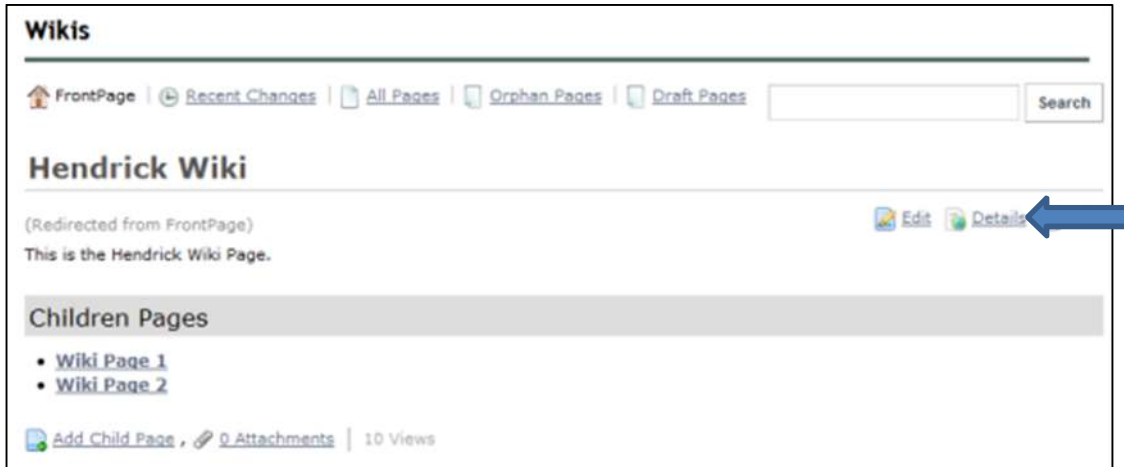 Wikis
FrontPage | Recent Changes | All Pages | Orphan Pages | Draft Pages Search
Hendrick Wiki
(Redirected from FrontPage) Edit Details
This is the Hendrick Wiki Page.
Children Pages
• Wiki Page 1
• Wiki Page 2
Add Child Page , 0 Attachments | 10 Views